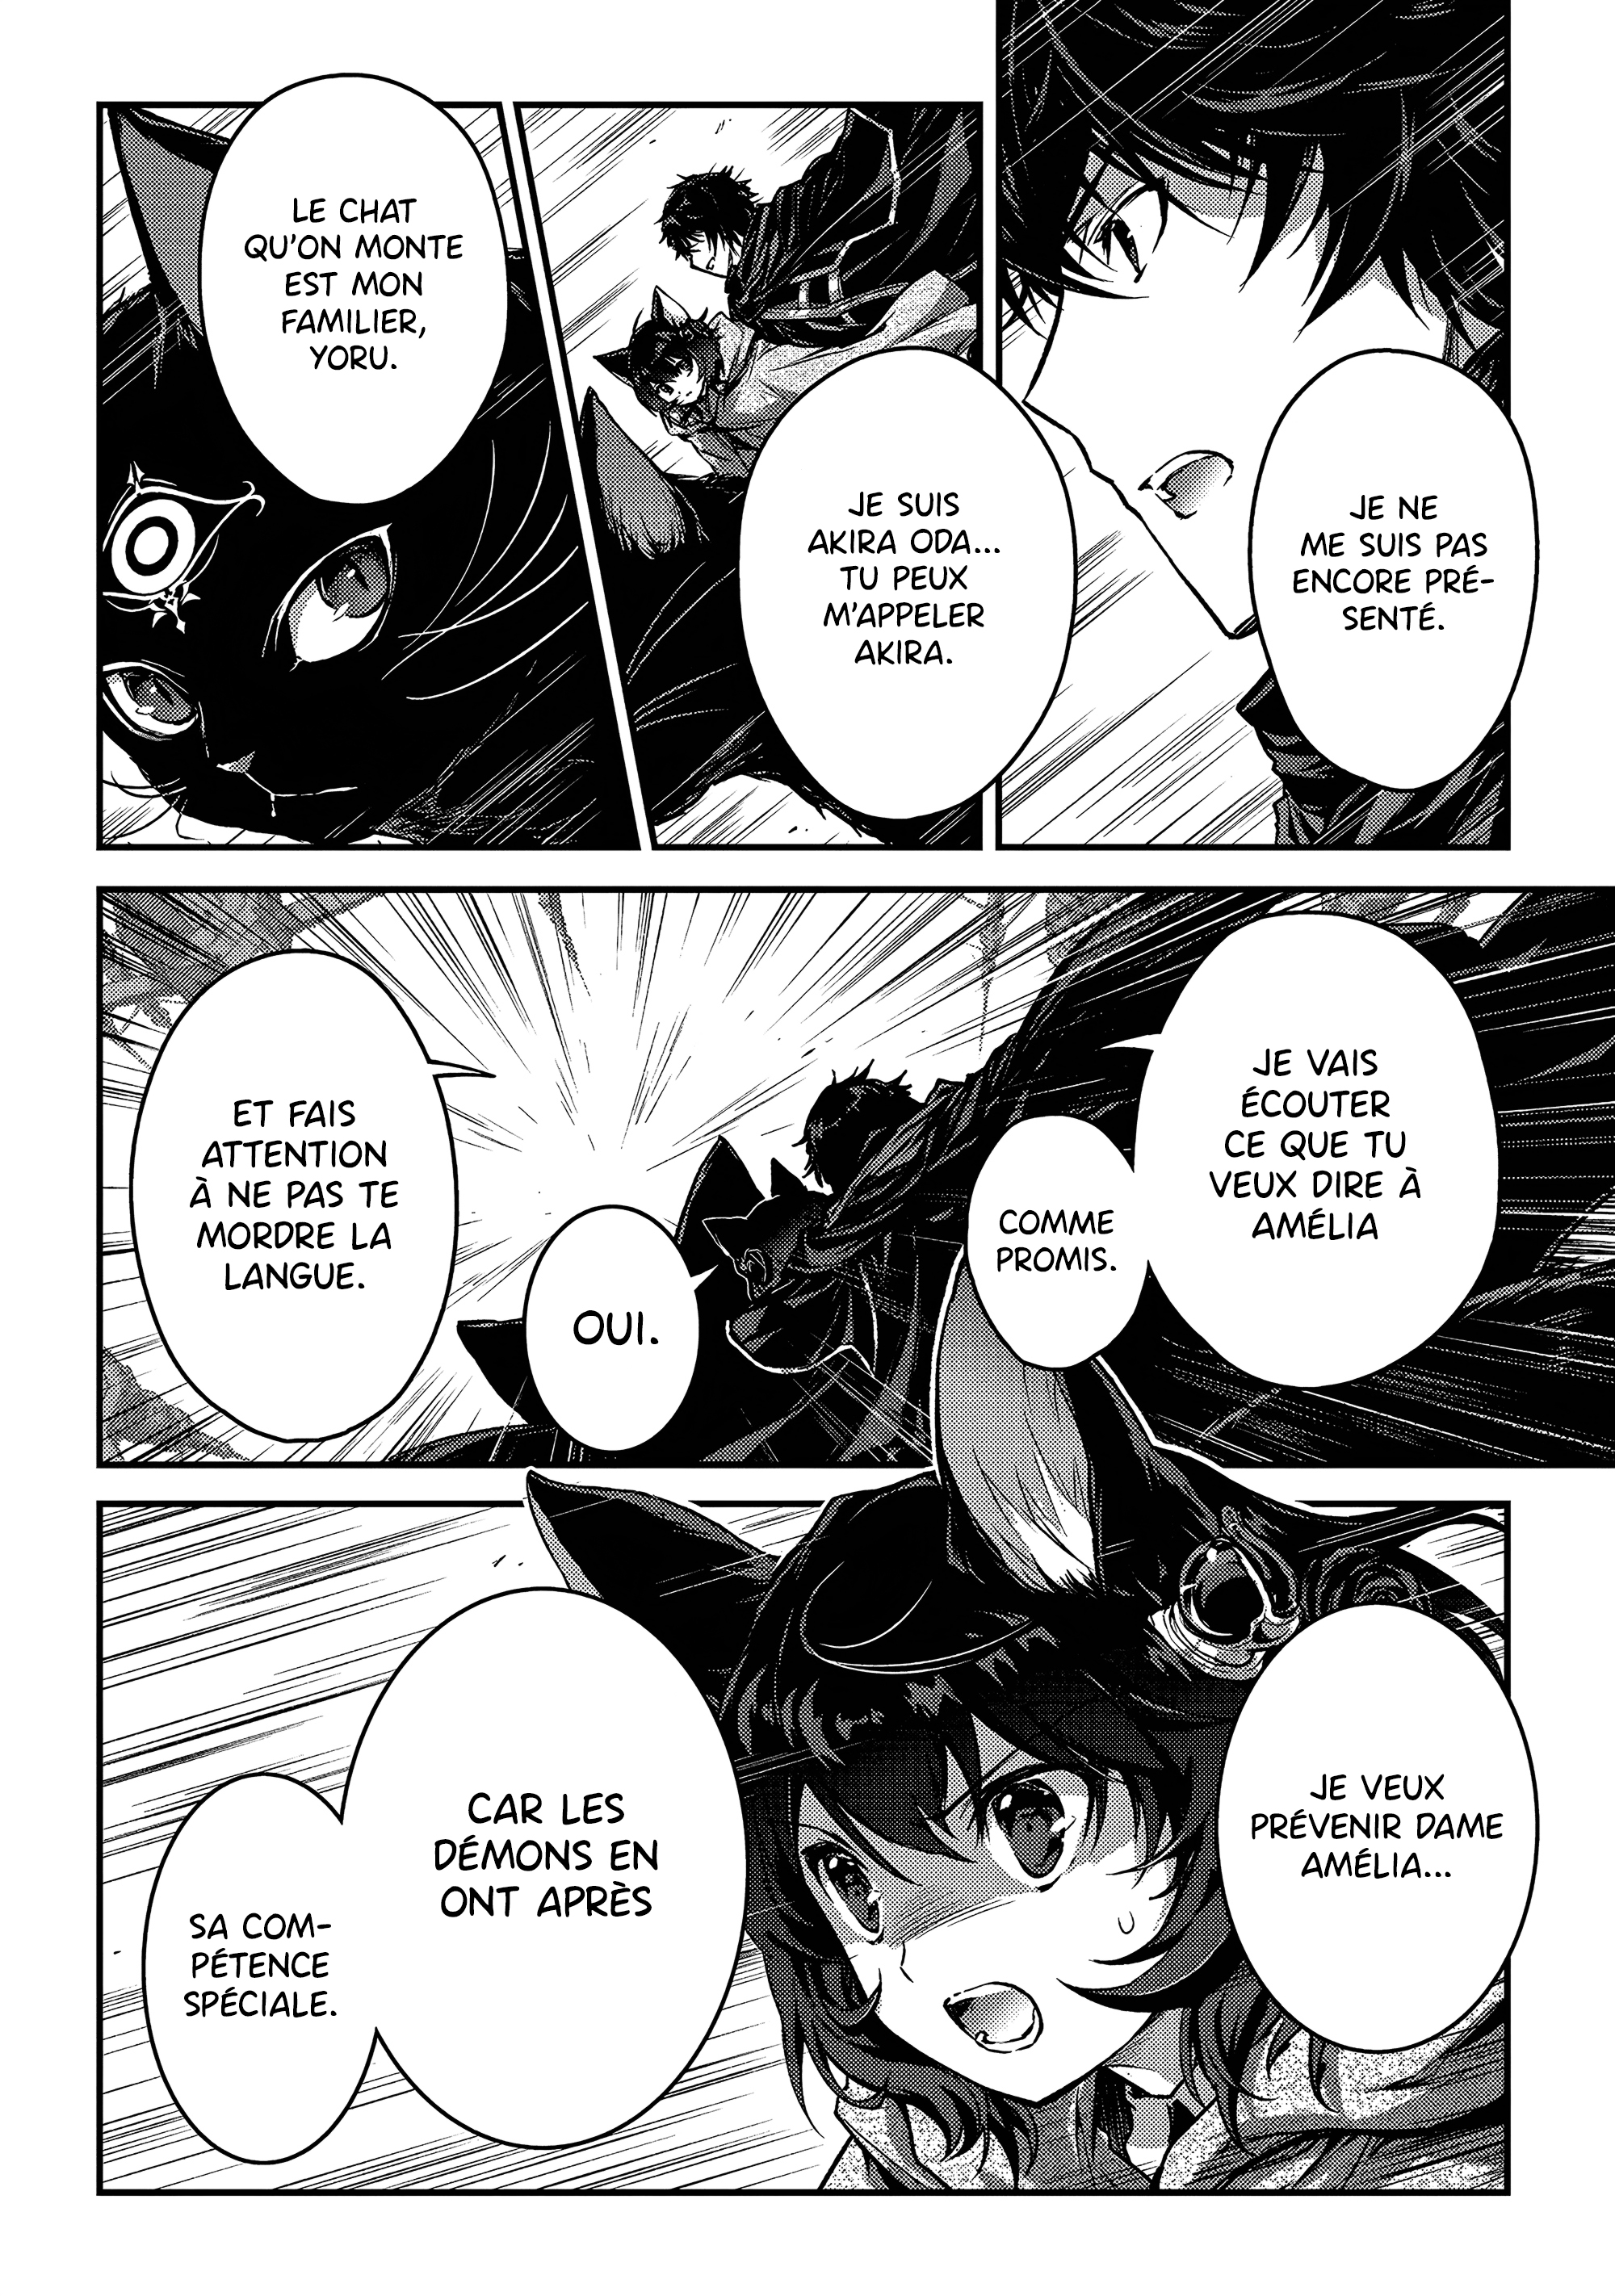 JE NE
ME SUIS PAS
ENCORE PRÉ-
SENTÉ.
JE SUIS
AKIRA ODA...
TU PEUX
M'APPELER
AKIRA.
LE CHAT
QU'ON MONTE
EST MON
FAMILIER,
YORU.
JE VAIS
ÉCOUTER
CE QUE TU
VEUX DIRE À
AMÉLIA
COMME
PROMIS.
OUI.
ET FAIS
ATTENTION
À NE PAS TE
MORDRE LA
LANGUE.
JE VEUX
PRÉVENIR DAME
AMÉLIA...
CAR LES
DÉMONS EN
ONT APRÈS
SA COM-
PÉTENCE
SPÉCIALE.